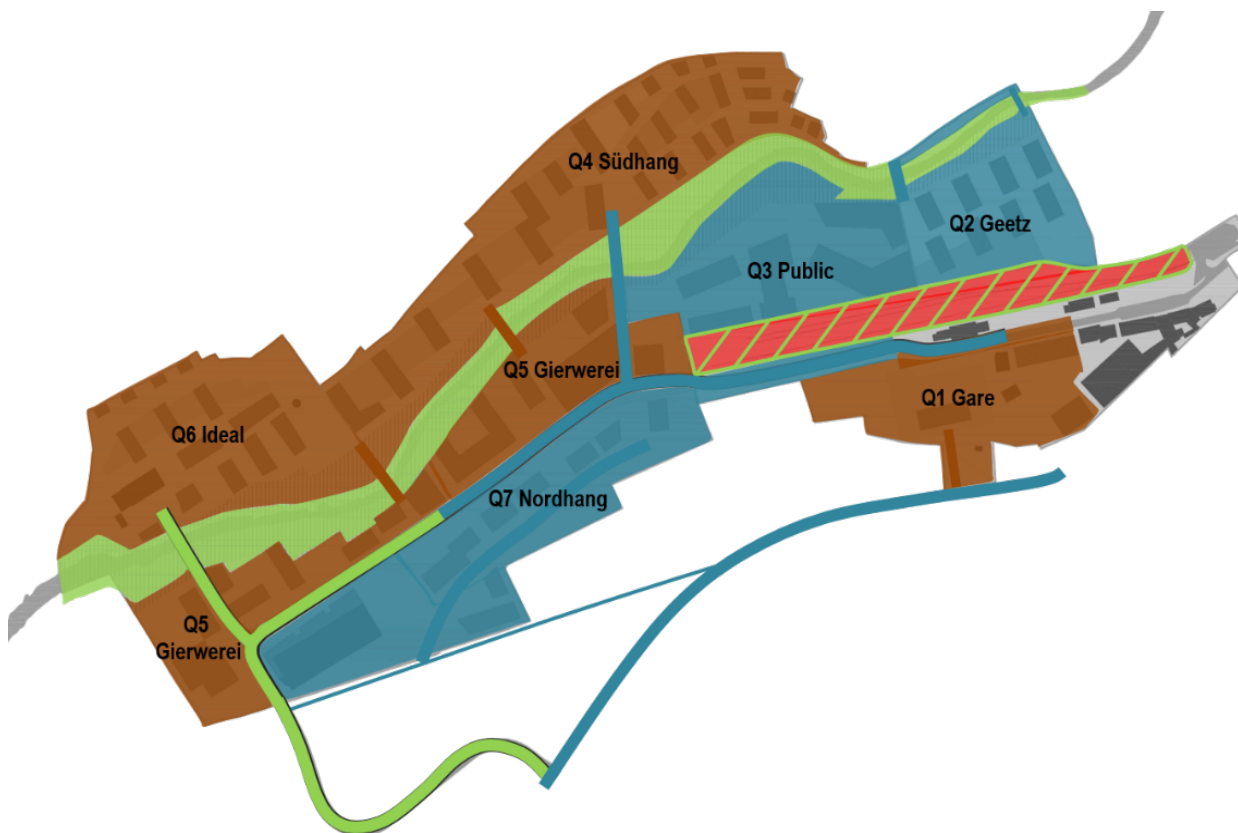 Q4 Südhang
Q2 Geetz
Q3 Public
Q5 Gierwerei
Q1 Gare
Q6 Ideal
Q7 Nordhang
Q5
Gierwerei